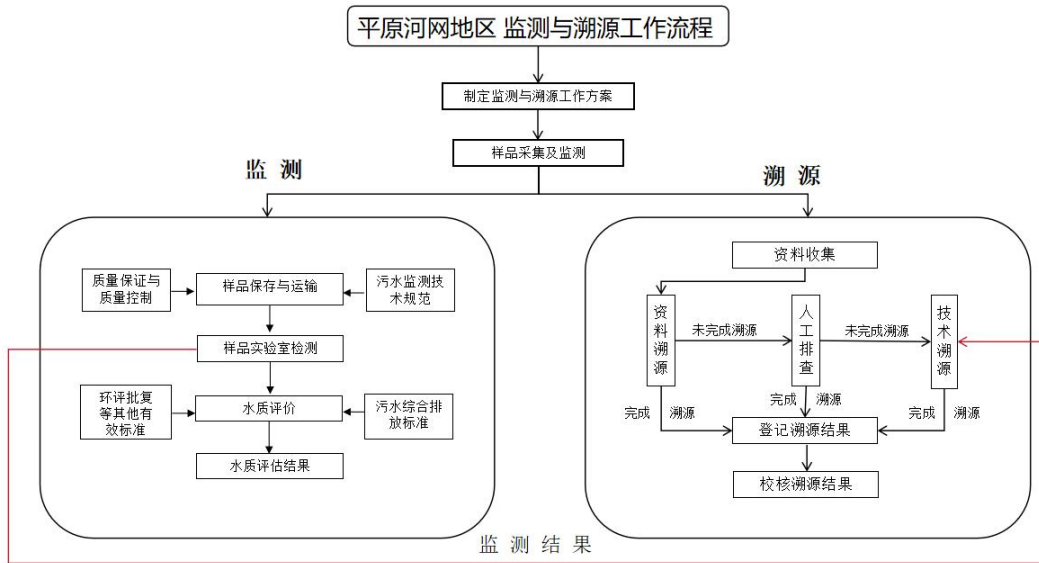 平原河网地区 监测与溯源工作流程
制定监测与溯源工作方案
样品采集及监测
监 测
溯 源
质量保证与
质量控制
样品保存与运输
污水监测技
术规范
样品实验室检测
环评批复
等其他有
效标准
水质评价
污水综合排
放标准
水质评估结果
资料收集
资料溯源
未完成溯源
人工排查
未完成溯源
技术溯源
完成 溯源
完成 溯源
完成 溯源
登记溯源结果
校核溯源结果
监 测 结 果